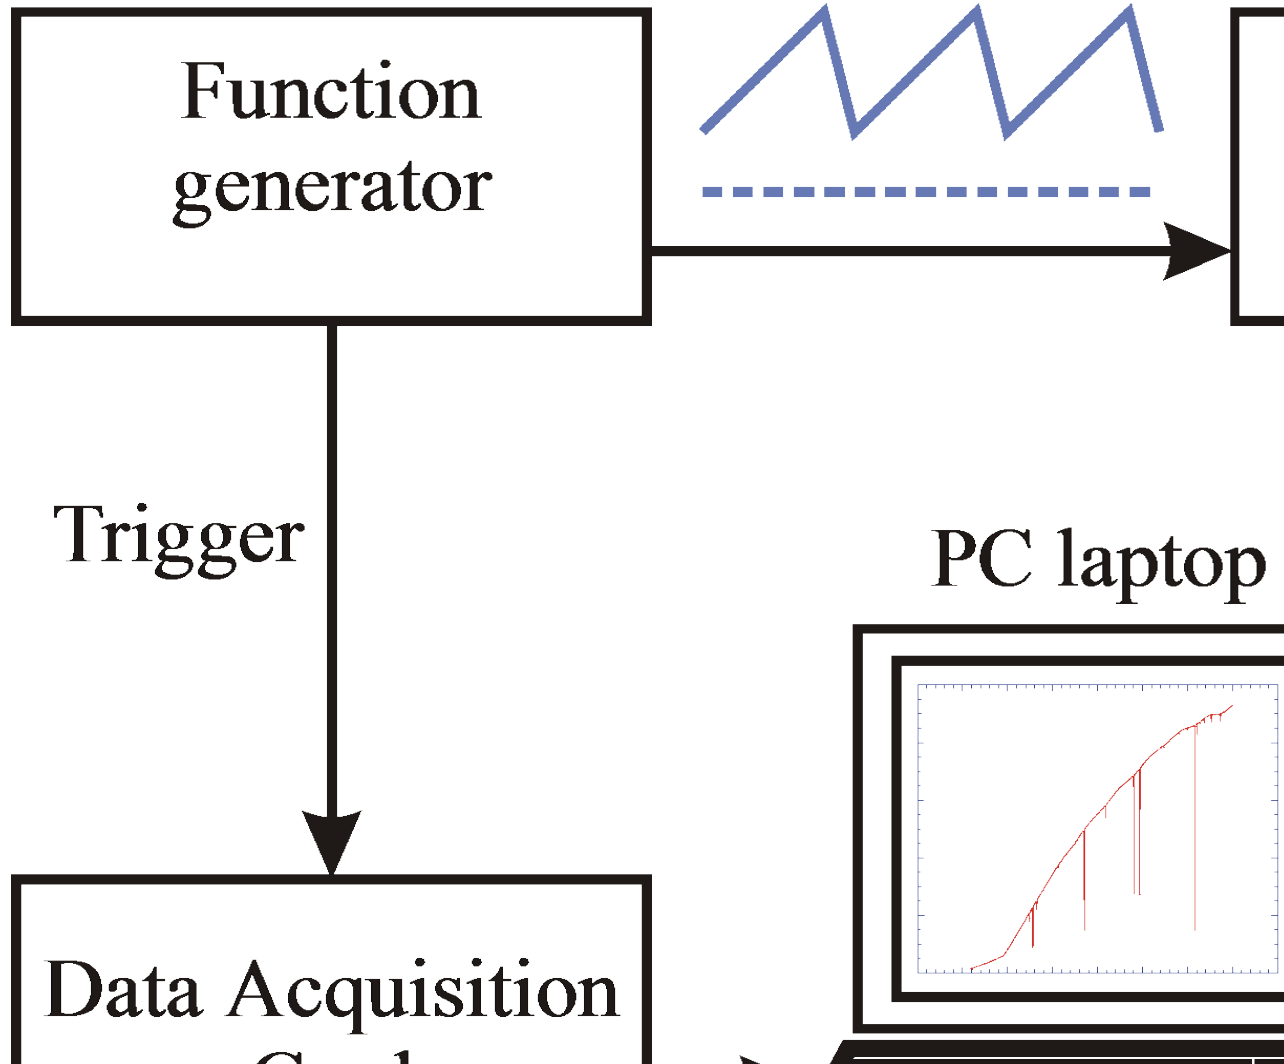 Function
generator
Trigger
PC laptop
Data Acquisition